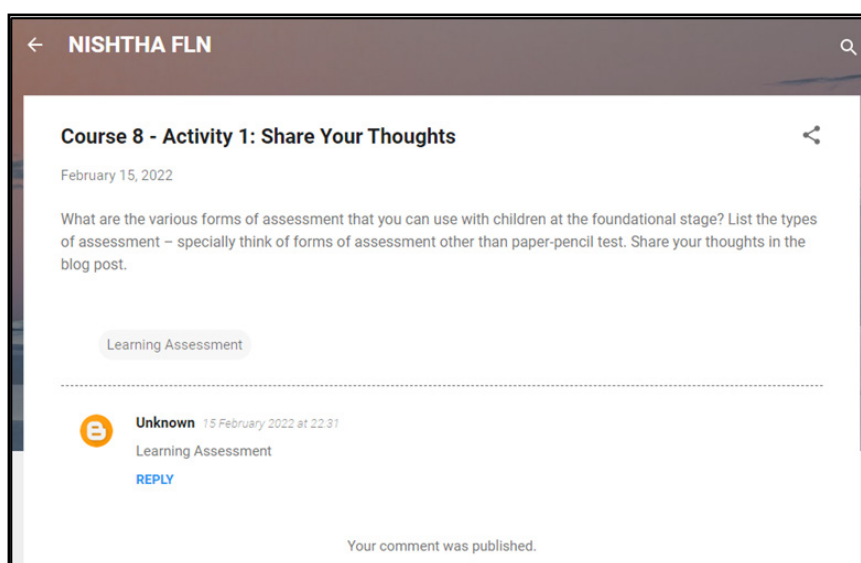 NISHTHA FLN
Course 8 - Activity 1: Share Your Thoughts
February 15, 2022
What are the various forms of assessment that you can use with children at the foundational stage? List the types
of assessment – specially think of forms of assessment other than paper-pencil test. Share your thoughts in the
blog post.
Learning Assessment
Unknown 15 February 2022 at 22:31
Learning Assessment
REPLY
Your comment was published.